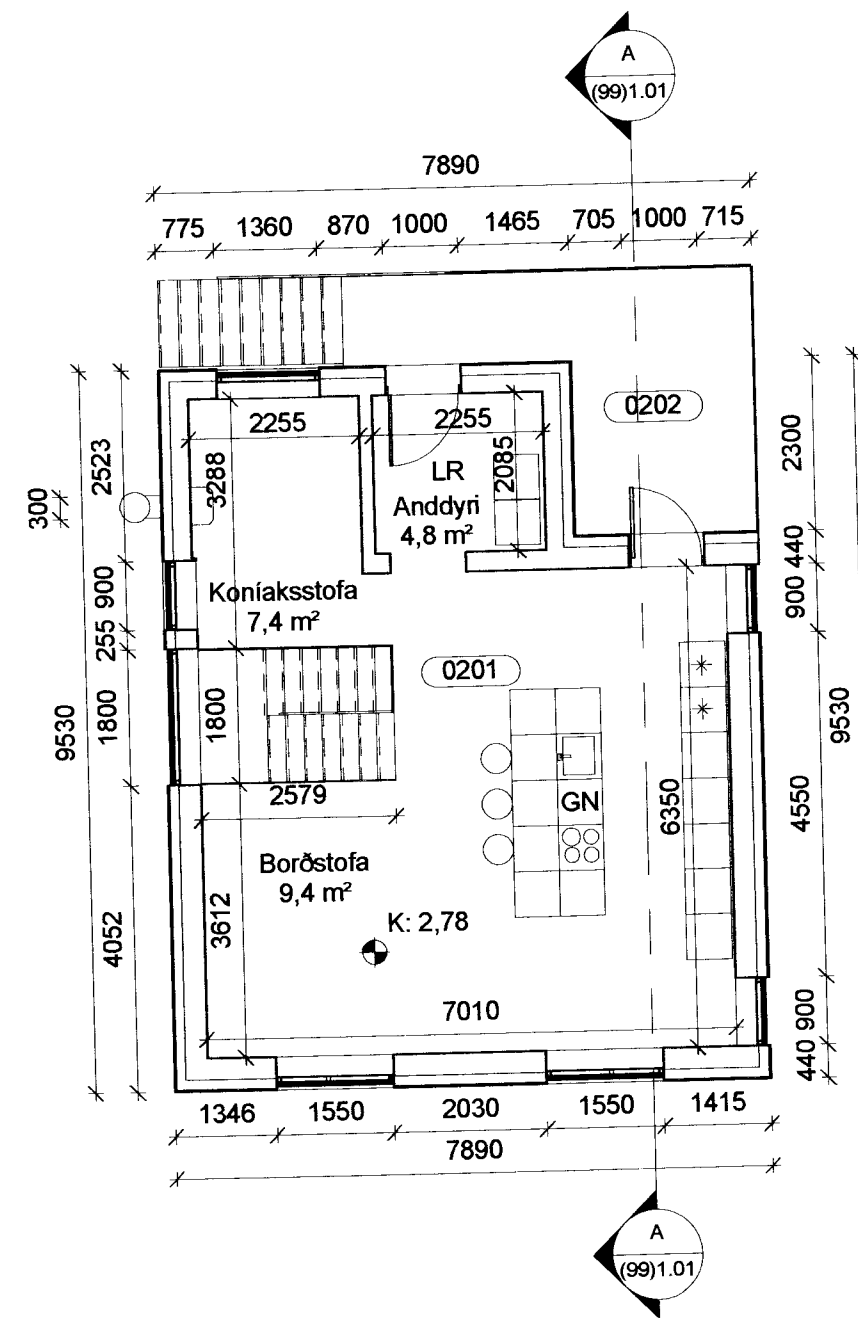 A
(99)1.01
7890
775 1360 870 1000 1465 705 1000 715
0202
2255 2255
2523
3288
2085
2300
LR
Anddyri
4,8 m²
300
440
900
900
Koníaksstofa
7,4 m²
255
0201
9530
1800
1800
9530
2579
GN
6350
4550
Borðstofa
9,4 m²
3612
4052
K: 2,78
7010
900
440
1346 1550 2030 1550 1415
7890
A
(99)1.01